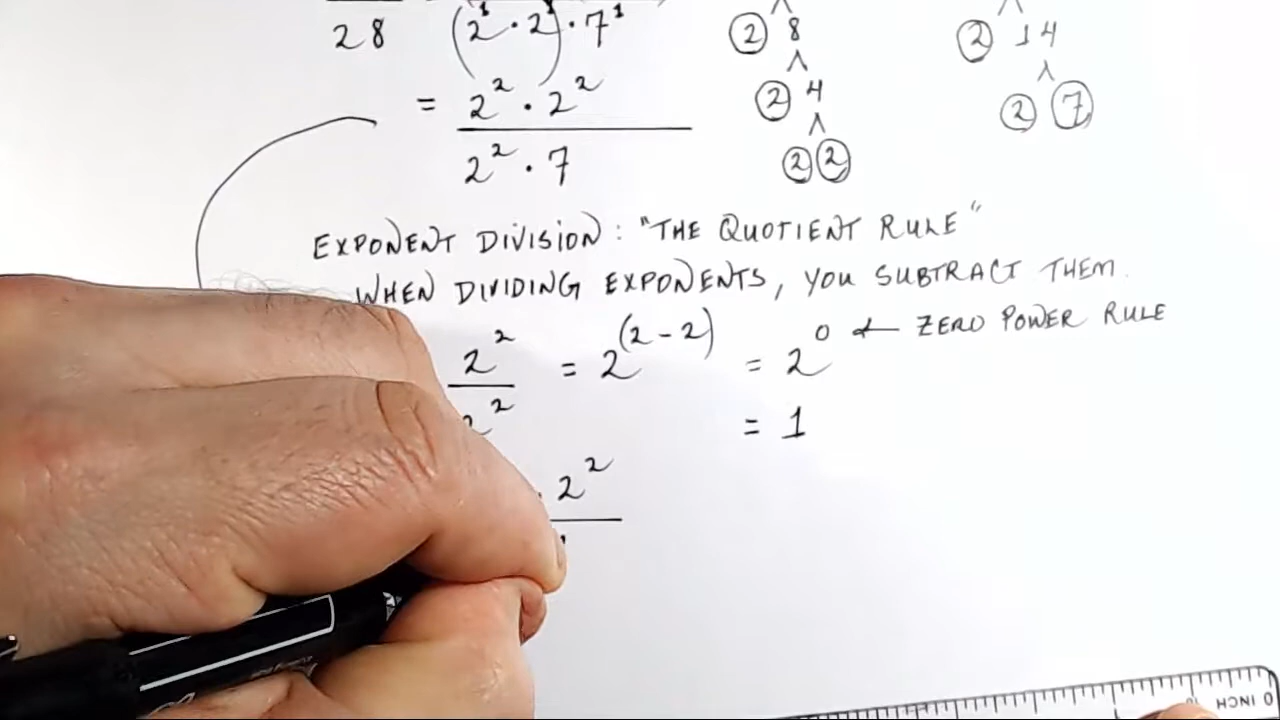 28 (2¹ · 2¹) · 7¹
= 2² · 2²
2² · 7
2 8
2 4
2 2
2 14
2 7
EXPONENT DIVISION: "THE QUOTIENT RULE"
WHEN DIVIDING EXPONENTS, YOU SUBTRACT THEM.
2² = 2⁽²⁻²⁾ = 2⁰ ← ZERO POWER RULE
2² = 1
· 2²
0 INCH